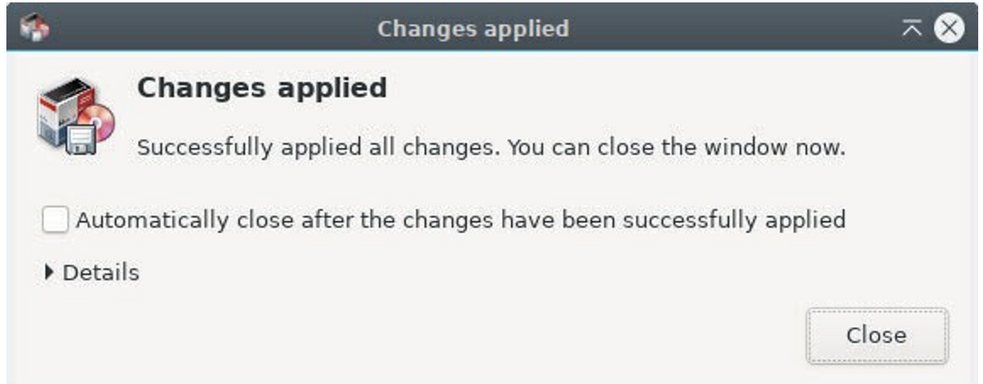 Changes applied
Changes applied
Successfully applied all changes. You can close the window now.
Automatically close after the changes have been successfully applied
Details
Close